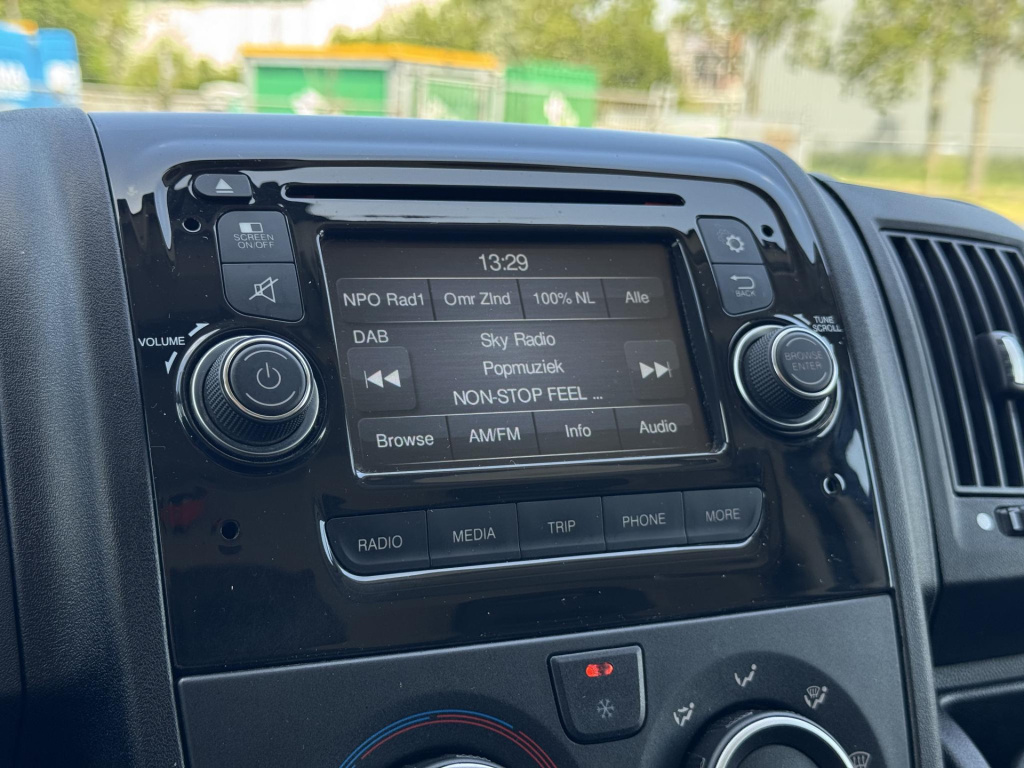 SCREEN
ON/OFF
VOLUME
13:29
NPO Rad1 Omr Zlnd 100% NL Alle
DAB
Sky Radio
Popmuziek
NON-STOP FEEL ...
Browse AM/FM Info Audio
BACK
TUNE
SCROLL
BROWSE
ENTER
RADIO MEDIA TRIP PHONE MORE